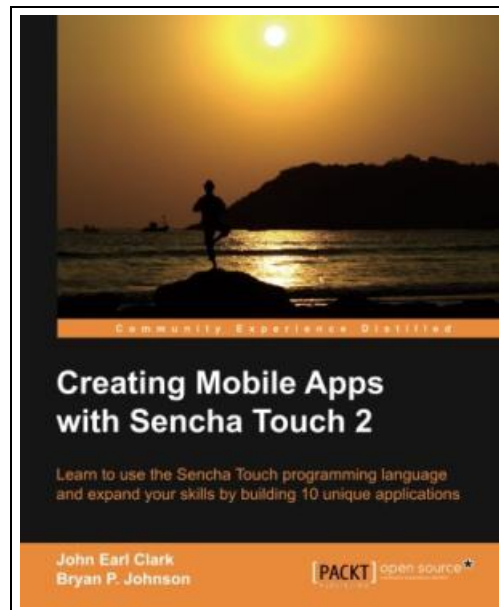 Community Experience Distilled
Creating Mobile Apps
with Sencha Touch 2
Learn to use the Sencha Touch programming language
and expand your skills by building 10 unique applications
John Earl Clark
Bryan P. Johnson
[PACKT] open source*